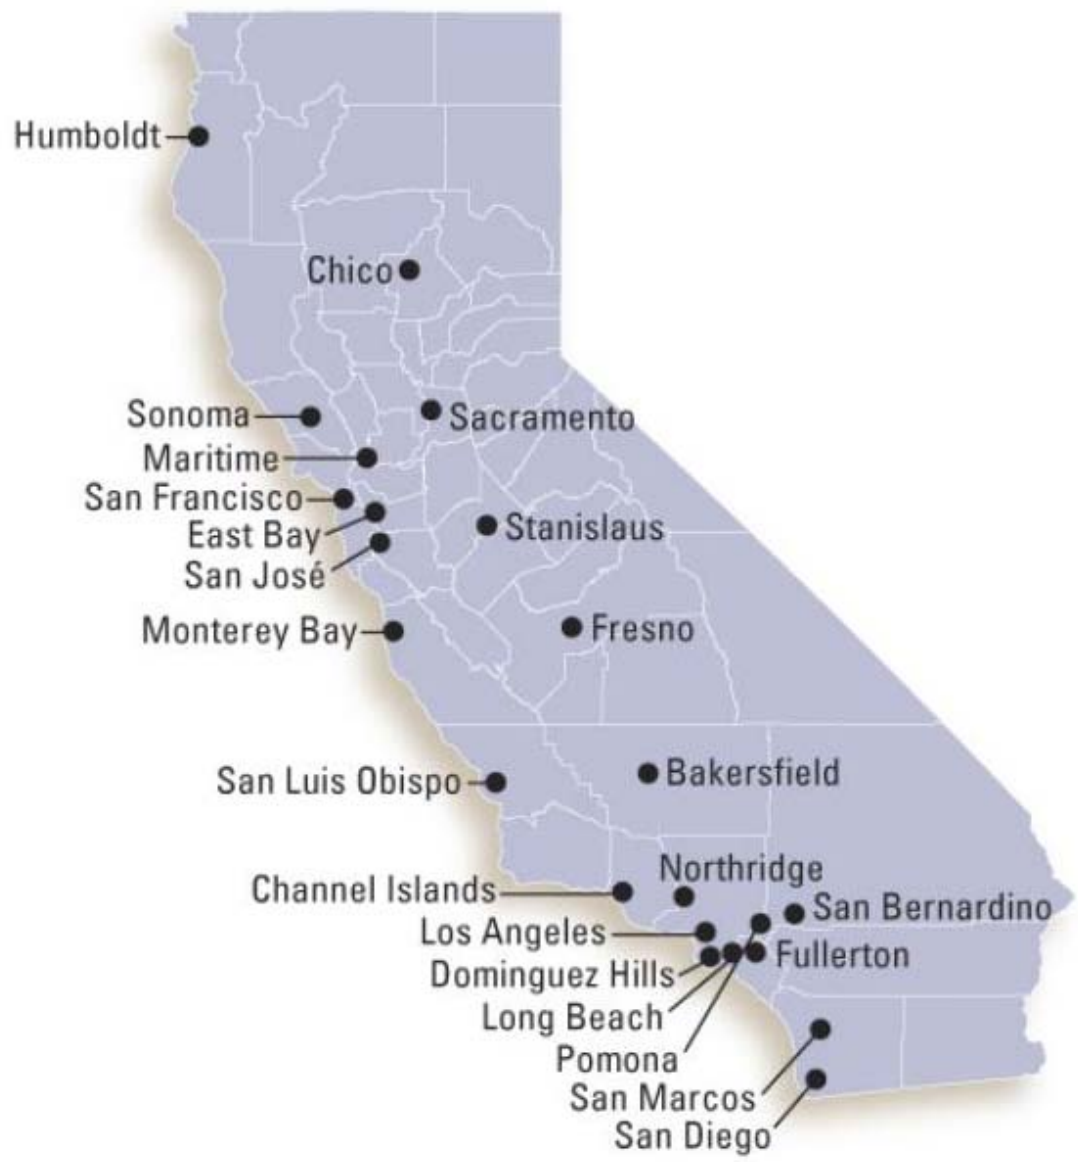 Humboldt
Chico
Sonoma
Sacramento
Maritime
San Francisco
East Bay
Stanislaus
San José
Monterey Bay
Fresno
San Luis Obispo
Bakersfield
Northridge
Channel Islands
San Bernardino
Los Angeles
Fullerton
Dominguez Hills
Long Beach
Pomona
San Marcos
San Diego